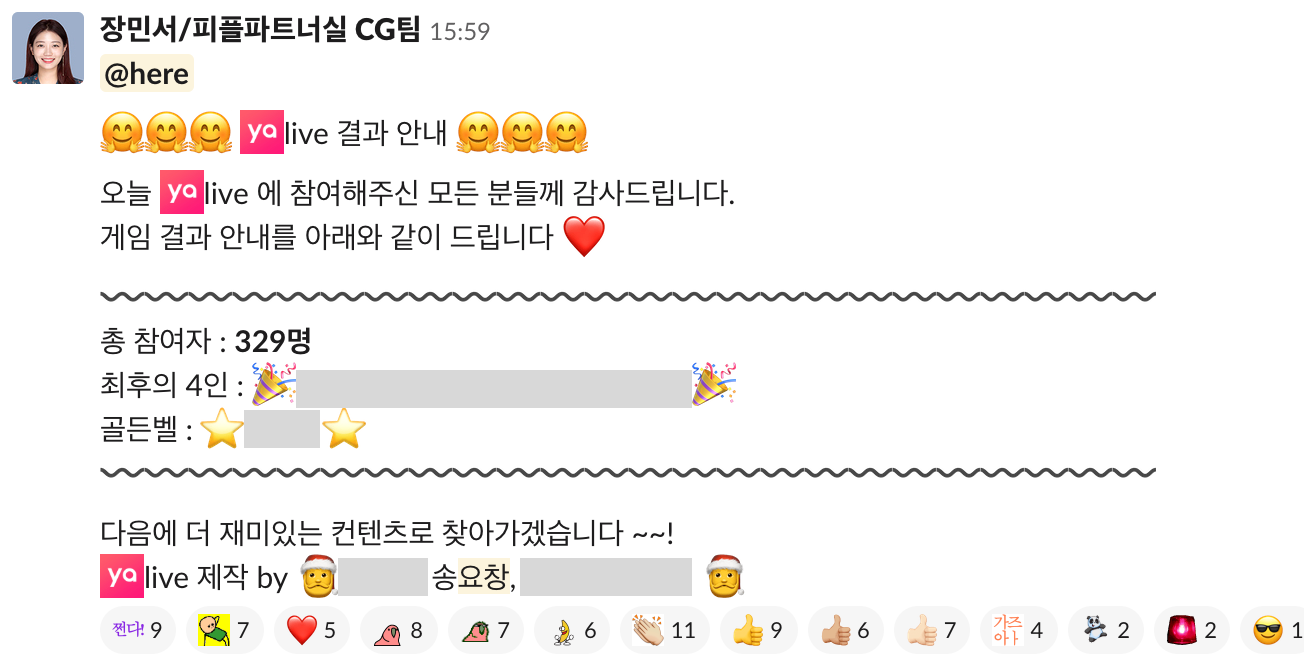 장민서/피플파트너실 CG팀 15:59
@here
ya live 결과 안내
오늘 ya live 에 참여해주신 모든 분들께 감사드립니다.
게임 결과 안내를 아래와 같이 드립니다
총 참여자 : 329명
최후의 4인 :
골든벨 :
다음에 더 재미있는 컨텐츠로 찾아가겠습니다 ~~!
ya live 제작 by 송요창,
쩐다! 9 7 5 8 7 6 11 9 6 7 가즈아ㅏ 4 2 2 1